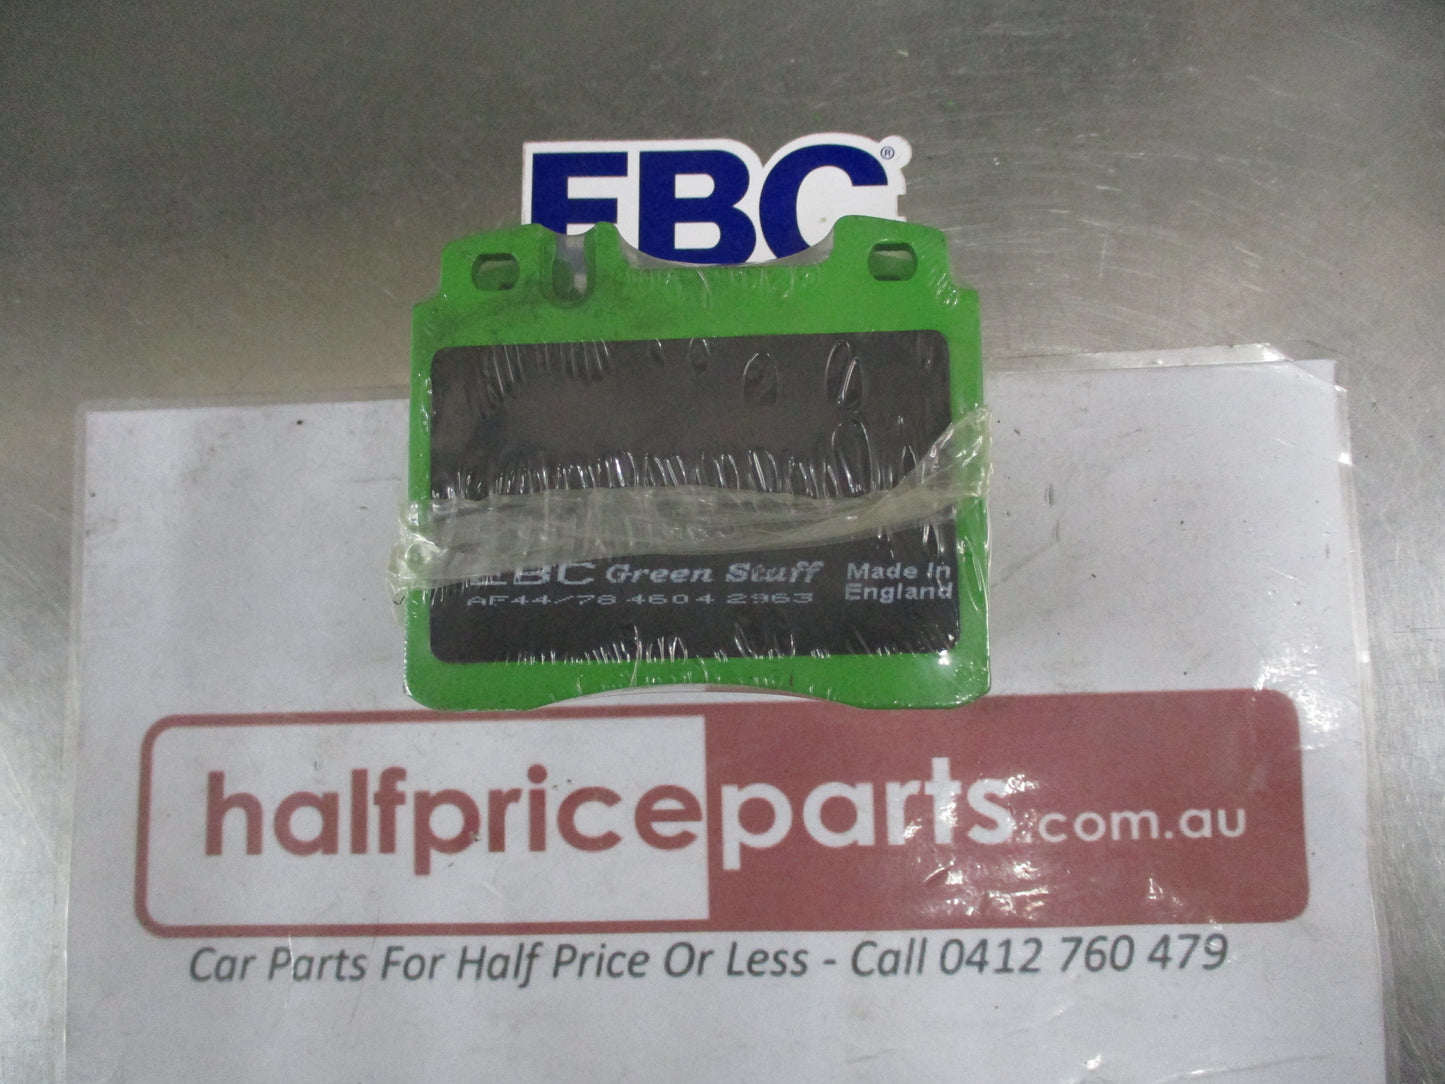 EBC®
EBC Green Stuff Made In England
AF44/78 4604 2963
halfpriceparts.com.au
Car Parts For Half Price Or Less - Call 0412 760 479